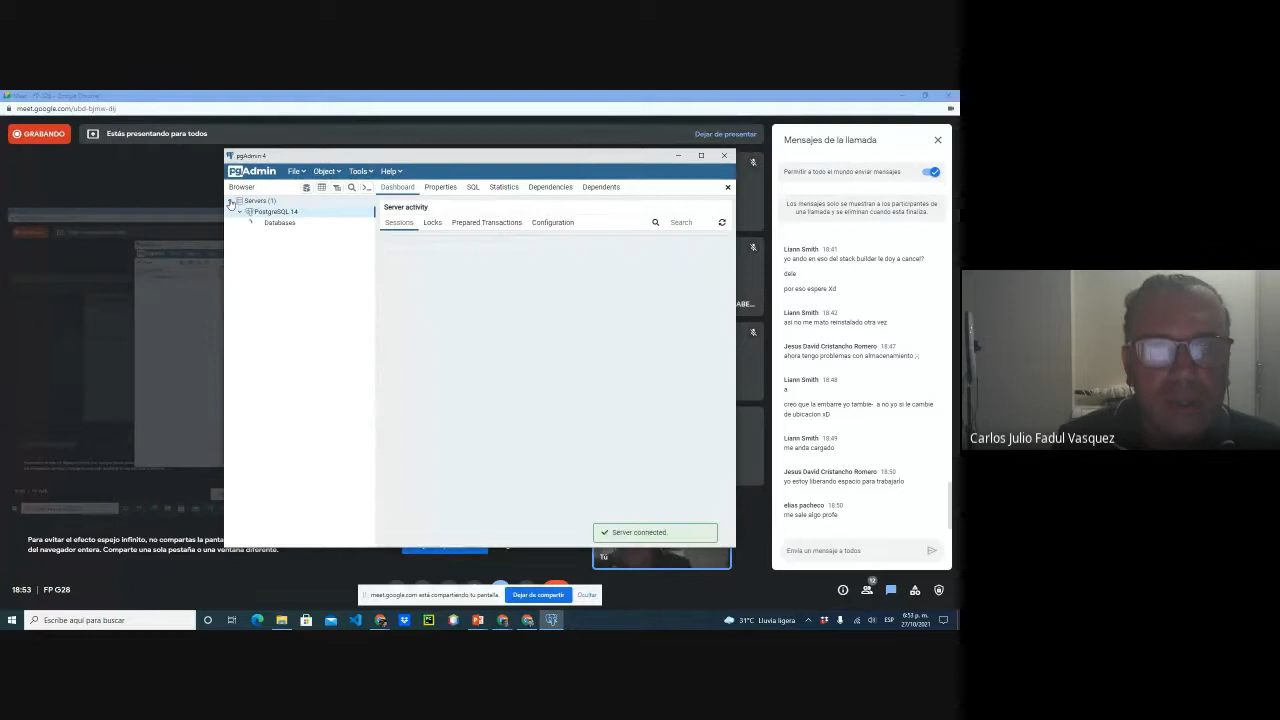 meet.google.com/ubd-bjmw-dij
GRABANDO
Estás presentando para todos
Dejar de presentar
pgAdmin 4
pgAdmin
File
Object
Tools
Help
Browser
Dashboard
Properties
SQL
Statistics
Dependencies
Dependents
Servers (1)
PostgreSQL 14
Databases
Server activity
Sessions
Locks
Prepared Transactions
Configuration
Search
Server connected.
ABE...
Tú
Mensajes de la llamada
Permitir a todo el mundo enviar mensajes
Los mensajes solo se muestran a los participantes de
una llamada y se eliminan cuando esta finaliza.
Liann Smith 18:41
yo ando en eso del stack builder le doy a cancel?
dele
por eso espere Xd
Liann Smith 18:42
asi no me mato reinstalado otra vez
Jesus David Cristancho Romero 18:47
ahora tengo problemas con almacenamiento ;-;
Liann Smith 18:48
a
creo que la embarre yo tambie- a no yo si le cambie
de ubicacion xD
Liann Smith 18:49
me anda cargado
Jesus David Cristancho Romero 18:50
yo estoy liberando espacio para trabajarlo
elias pacheco 18:50
me sale algo profe
Envía un mensaje a todos
Carlos Julio Fadul Vasquez
Para evitar el efecto espejo infinito, no compartas la panta
del navegador entera. Comparte una sola pestaña o una ventana diferente.
18:53 | FP G28
12
meet.google.com está compartiendo tu pantalla.
Dejar de compartir
Ocultar
Escribe aquí para buscar
31°C Lluvia ligera
ESP
6:53 p. m.
27/10/2021